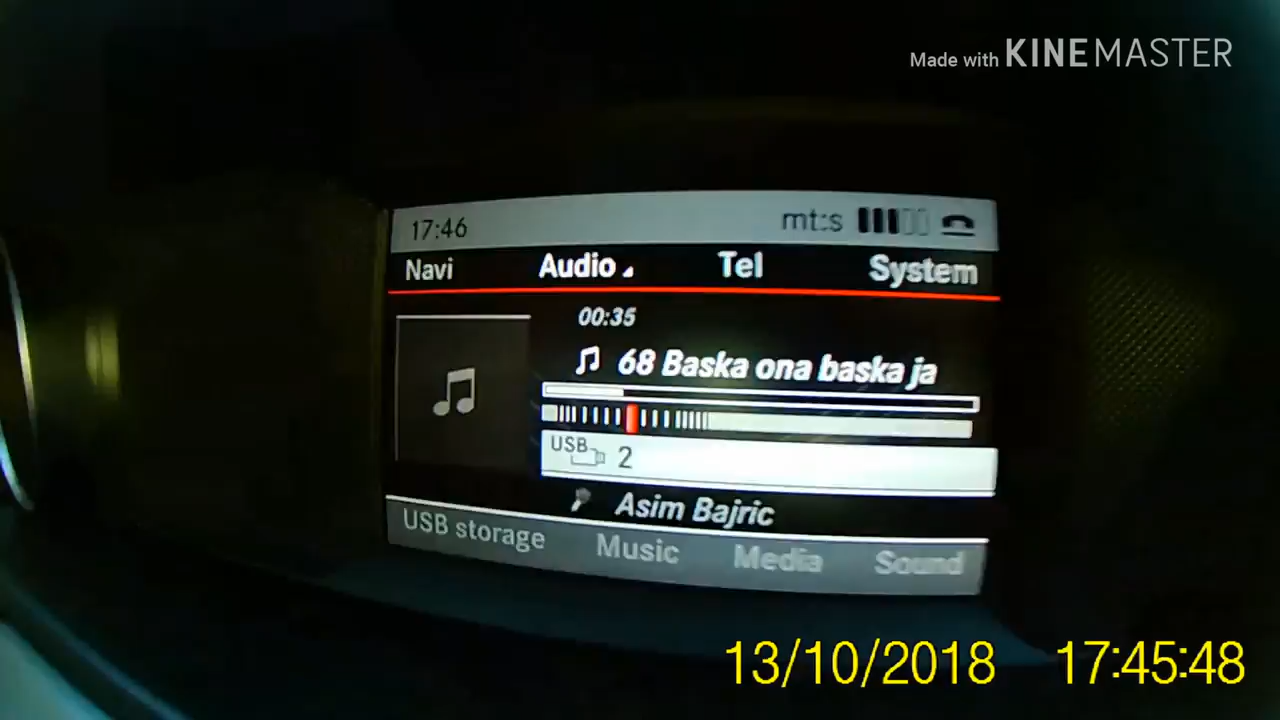 Made with KINEMASTER
17:46 mt:s
Navi Audio Tel System
00:35
68 Baska ona baska ja
USB 2
Asim Bajric
USB storage Music Media Sound
13/10/2018 17:45:48